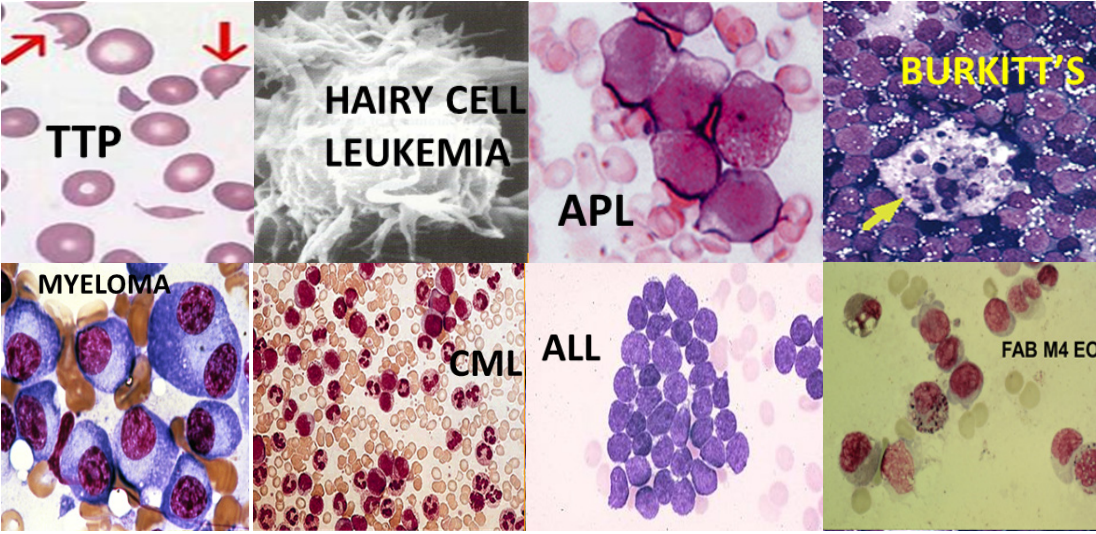 TTP
HAIRY CELL
LEUKEMIA
APL
BURKITT'S
MYELOMA
CML
ALL
FAB M4 EO